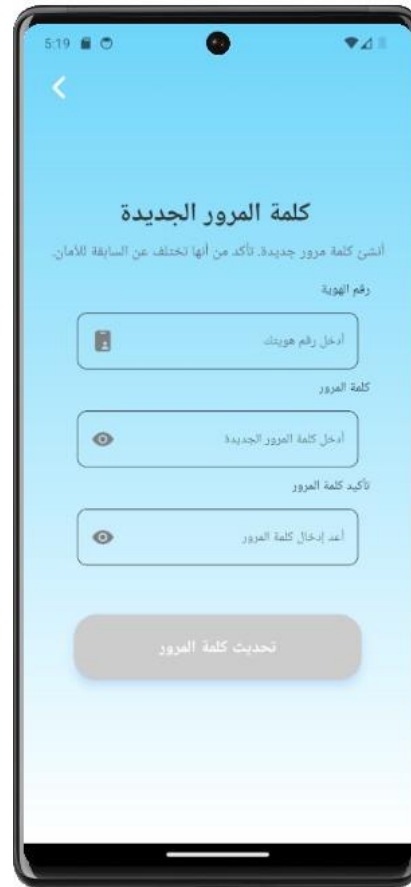 5:19
كلمة المرور الجديدة
أنشئ كلمة مرور جديدة. تأكد من أنها تختلف عن السابقة للأمان.
رقم الهوية
أدخل رقم هويتك
كلمة المرور
أدخل كلمة المرور الجديدة
تأكيد كلمة المرور
أعد إدخال كلمة المرور
تحديث كلمة المرور